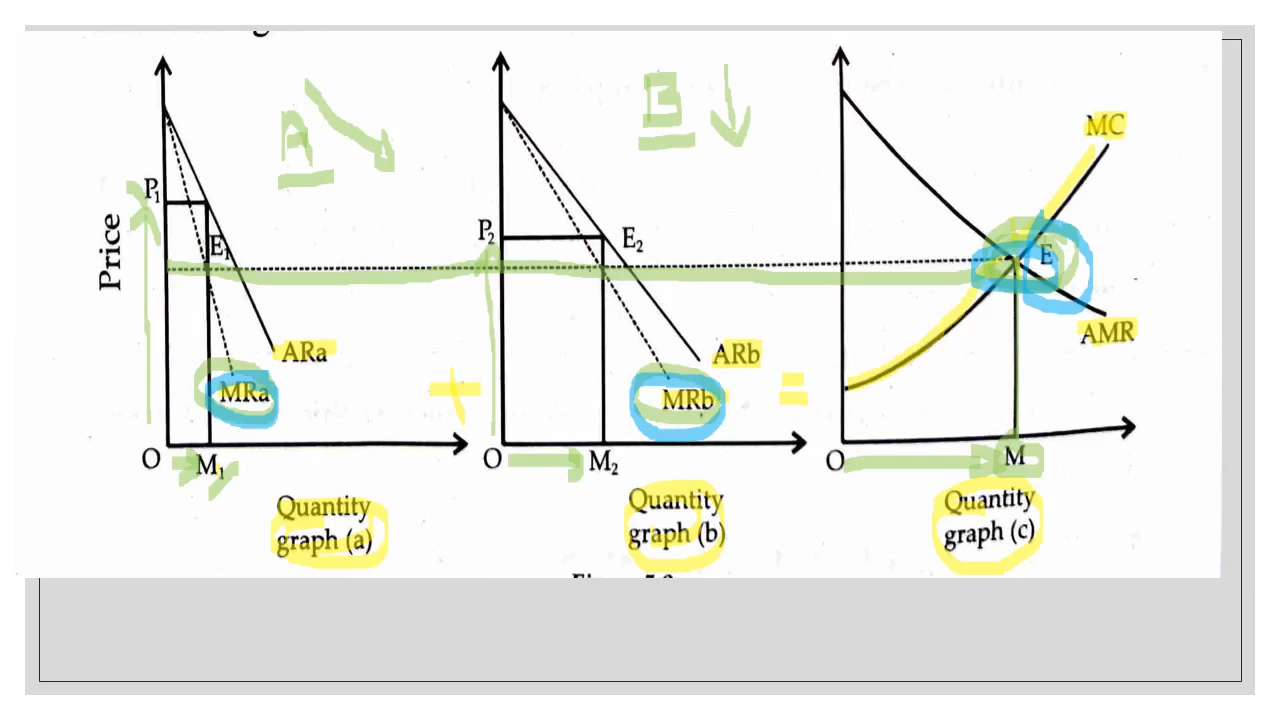 A
B
MC
P₁
P₂
Price
E₁
E₂
E
ARa
ARb
AMR
MRa
MRb
+
=
O
M₁
O
M₂
O
M
Quantity
graph (a)
Quantity
graph (b)
Quantity
graph (c)